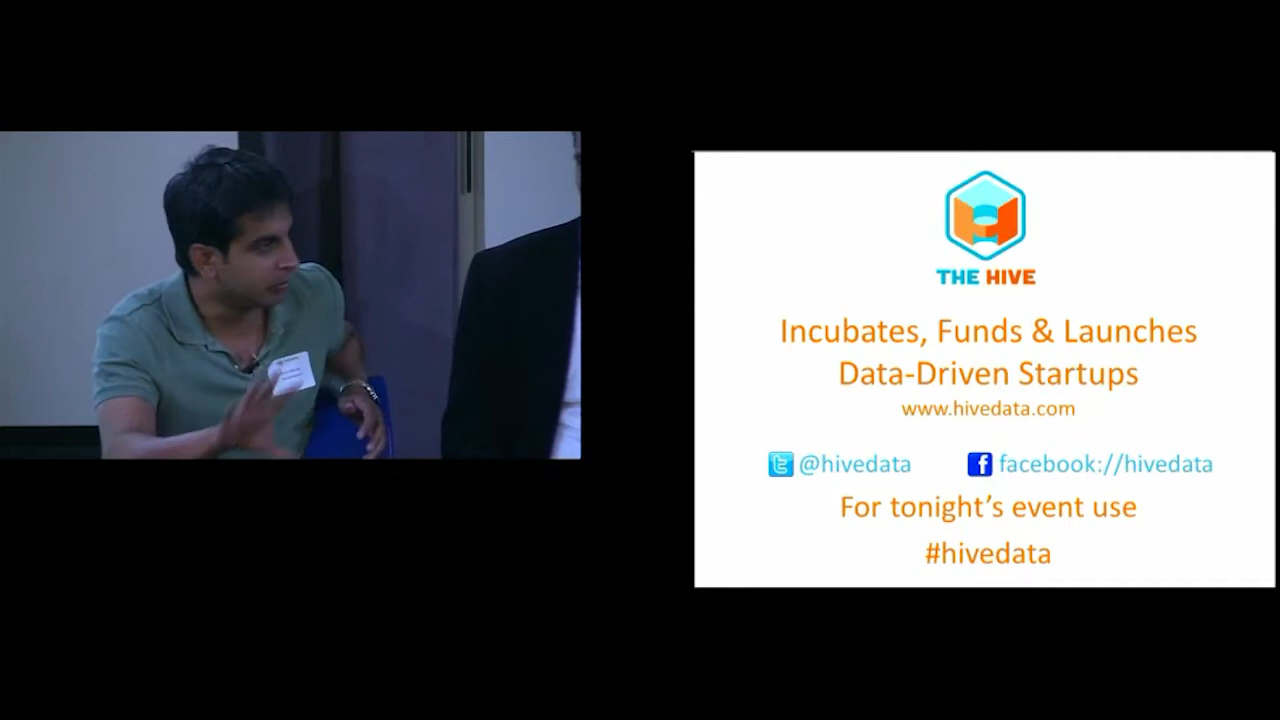 THE HIVE
Incubates, Funds & Launches
Data-Driven Startups
www.hivedata.com
@hivedata facebook://hivedata
For tonight's event use
#hivedata